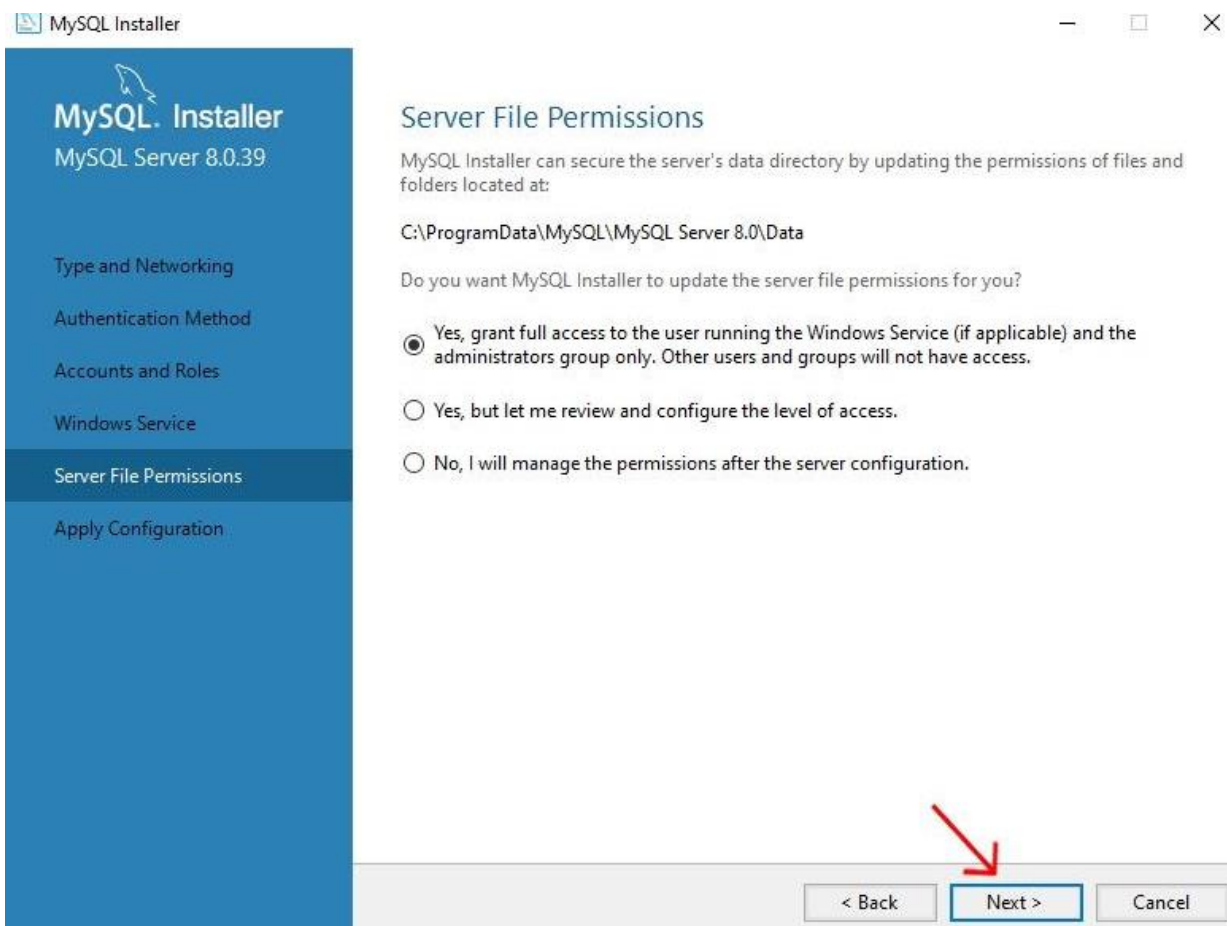 MySQL Installer
MySQL. Installer
MySQL Server 8.0.39
Type and Networking
Authentication Method
Accounts and Roles
Windows Service
Server File Permissions
Apply Configuration
Server File Permissions
MySQL Installer can secure the server's data directory by updating the permissions of files and
folders located at:
C:\ProgramData\MySQL\MySQL Server 8.0\Data
Do you want MySQL Installer to update the server file permissions for you?
Yes, grant full access to the user running the Windows Service (if applicable) and the
administrators group only. Other users and groups will not have access.
Yes, but let me review and configure the level of access.
No, I will manage the permissions after the server configuration.
< Back
Next >
Cancel